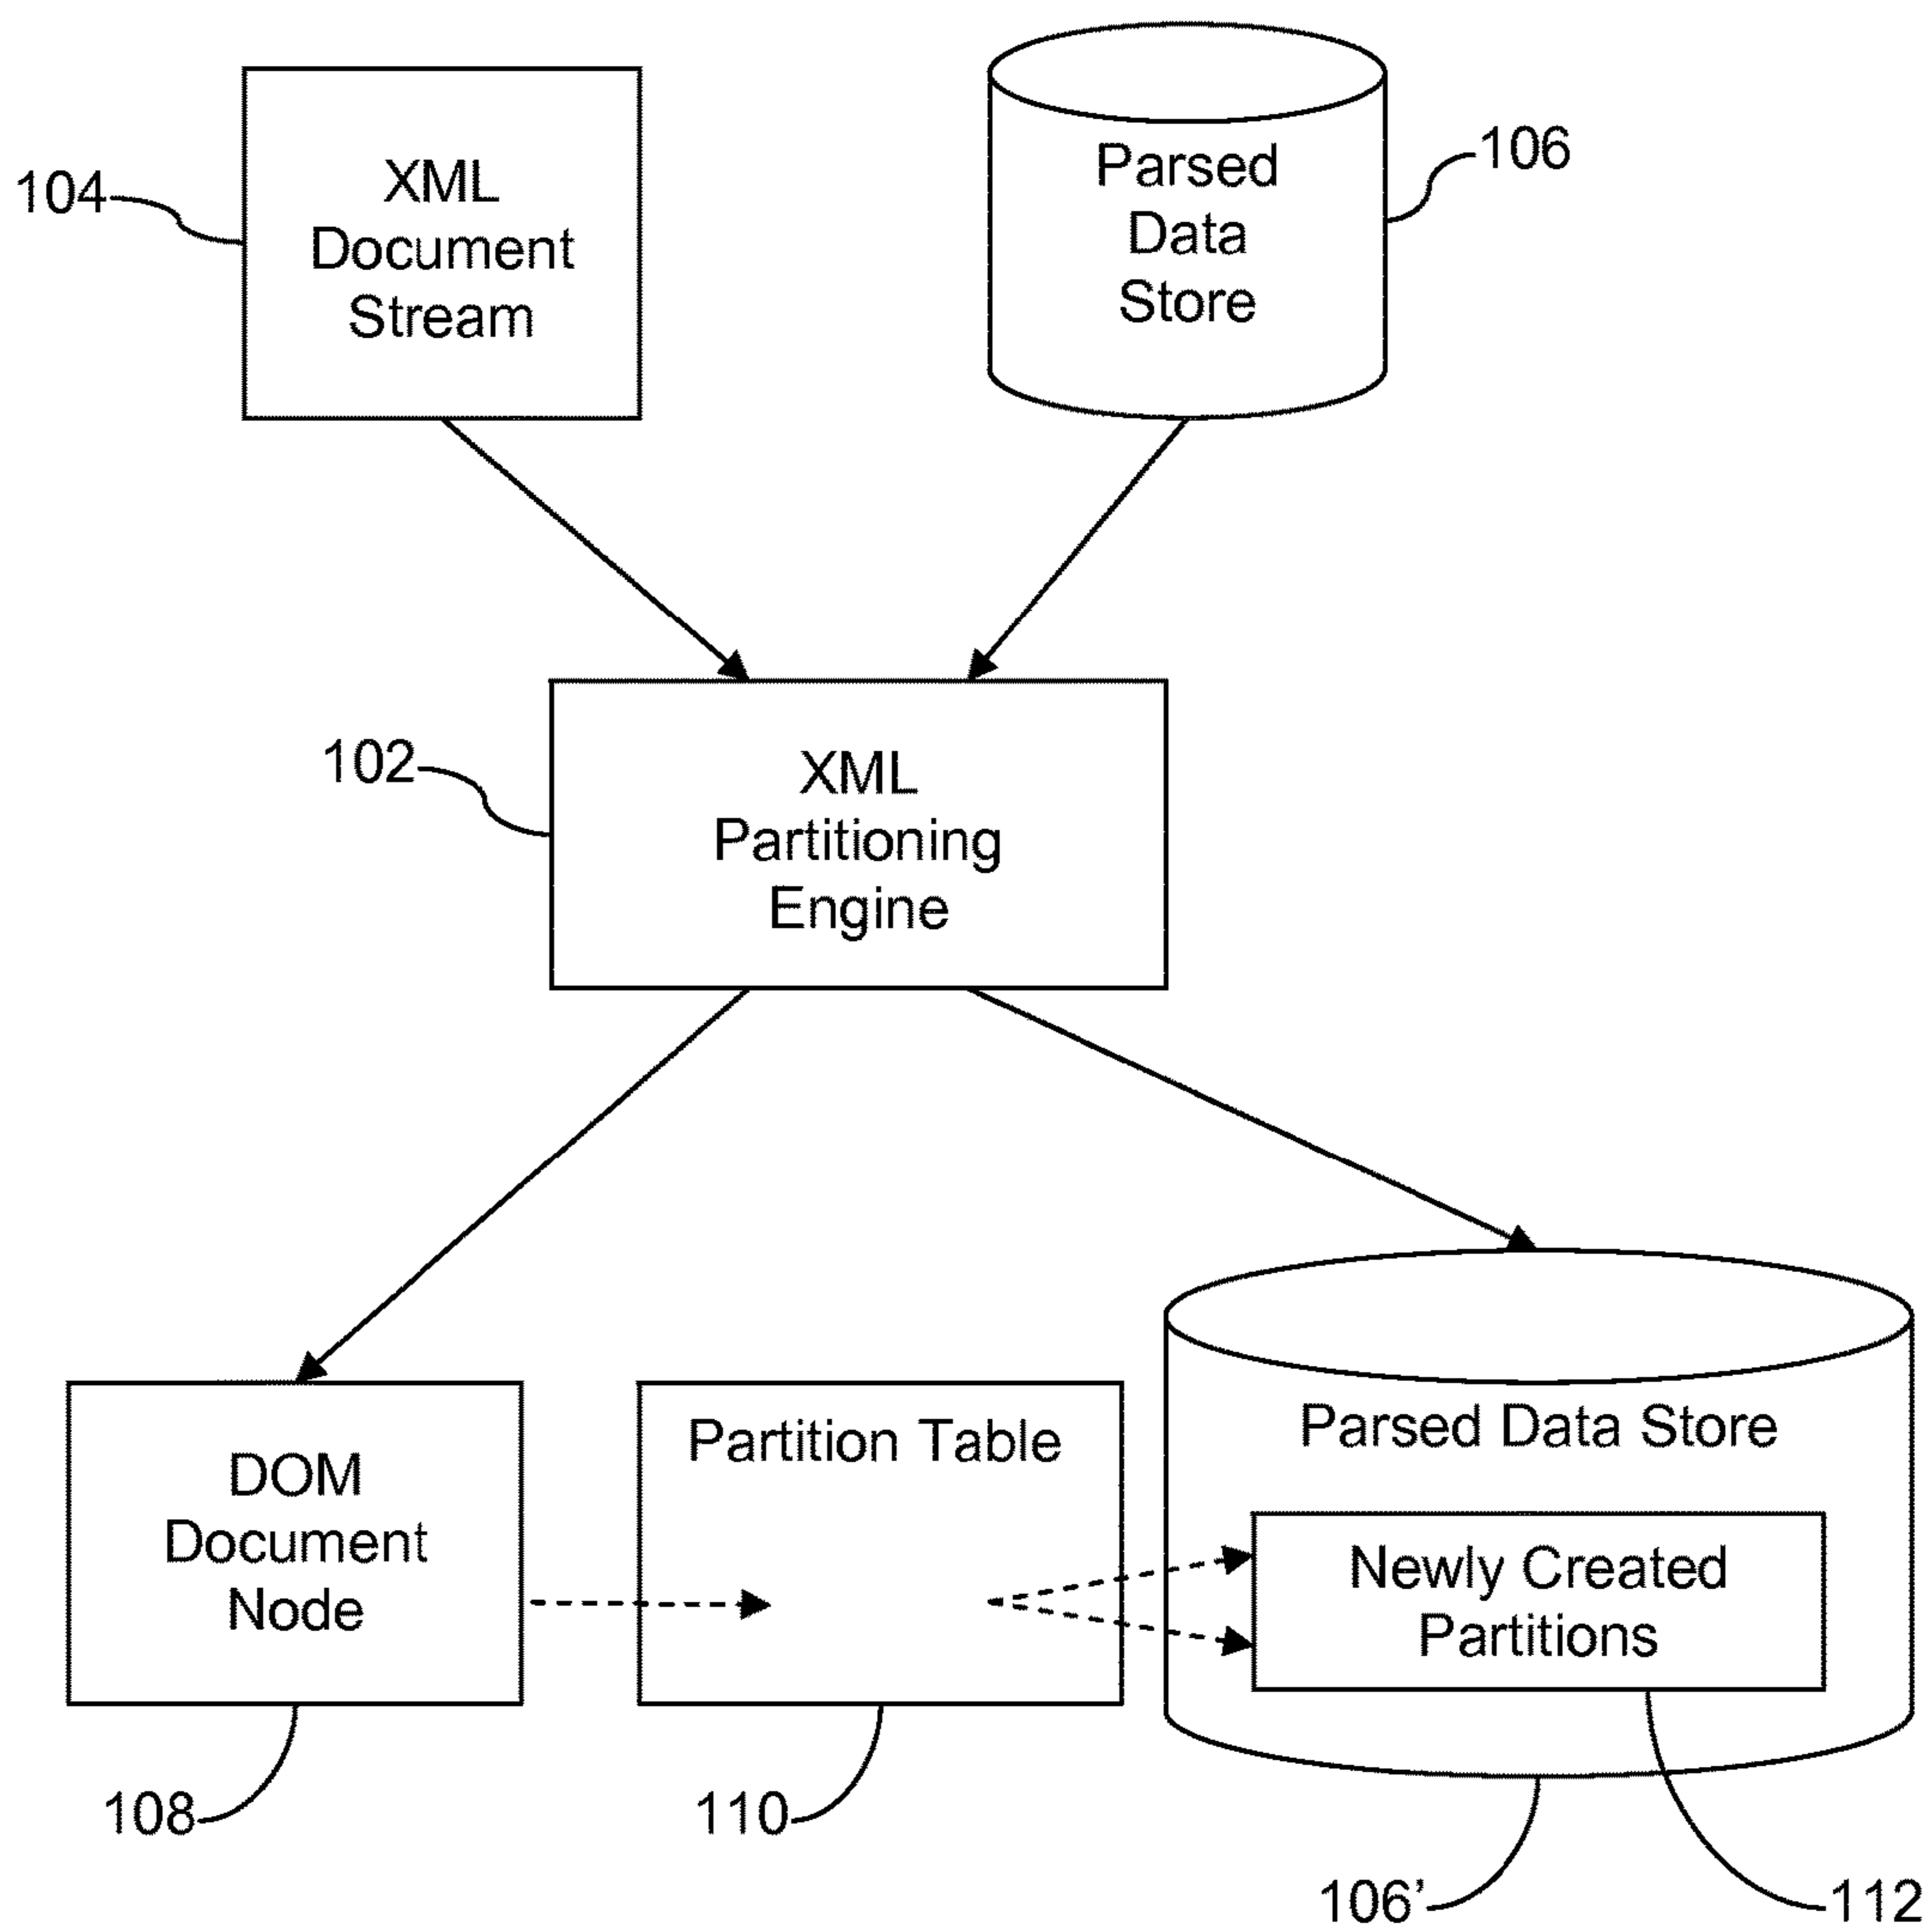 104
XML
Document
Stream
Parsed
Data
Store
106
102
XML
Partitioning
Engine
DOM
Document
Node
Partition Table
Parsed Data Store
Newly Created
Partitions
108
110
106’
112